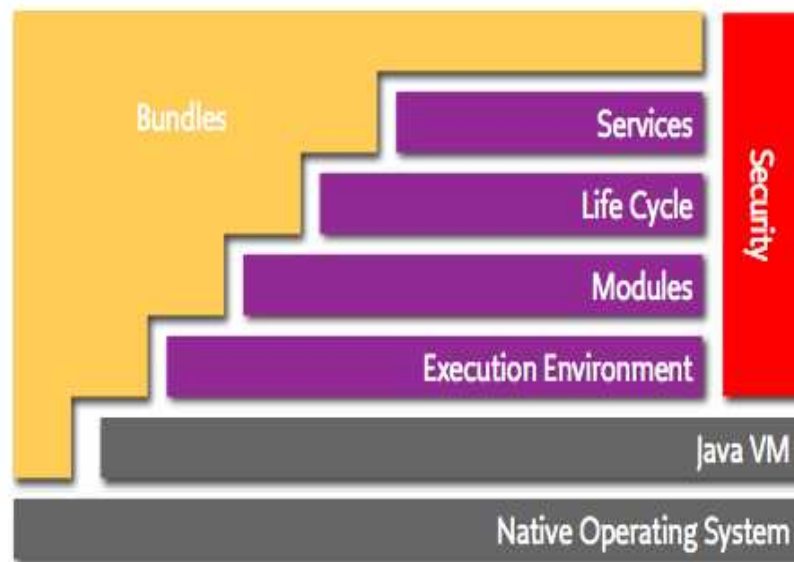 Bundles
Services
Life Cycle
Modules
Execution Environment
Security
Java VM
Native Operating System